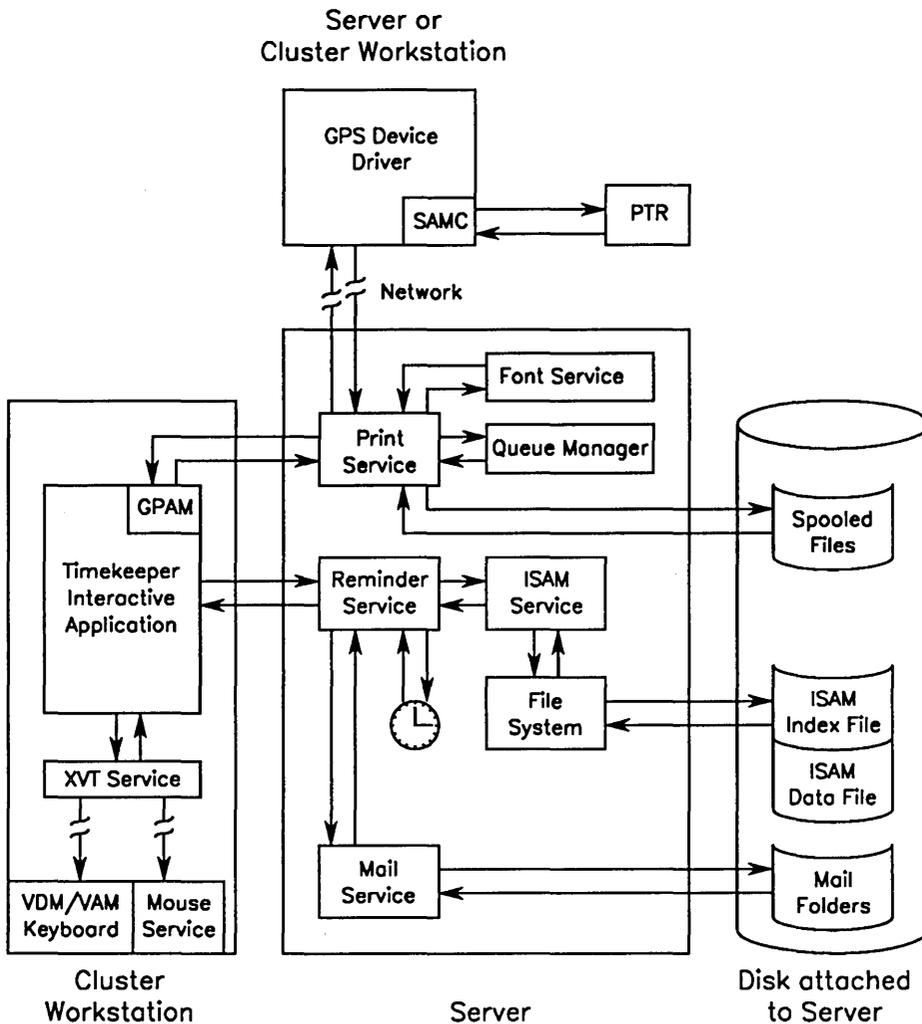 Server or
Cluster Workstation
GPS Device
Driver
SAMC
PTR
Network
Font Service
Print
Service
Queue Manager
GPAM
Spooled
Files
Timekeeper
Interactive
Application
Reminder
Service
ISAM
Service
File
System
ISAM
Index File
ISAM
Data File
XVT Service
Mail
Service
Mail
Folders
VDM/VAM
Keyboard
Mouse
Service
Cluster
Workstation
Server
Disk attached
to Server